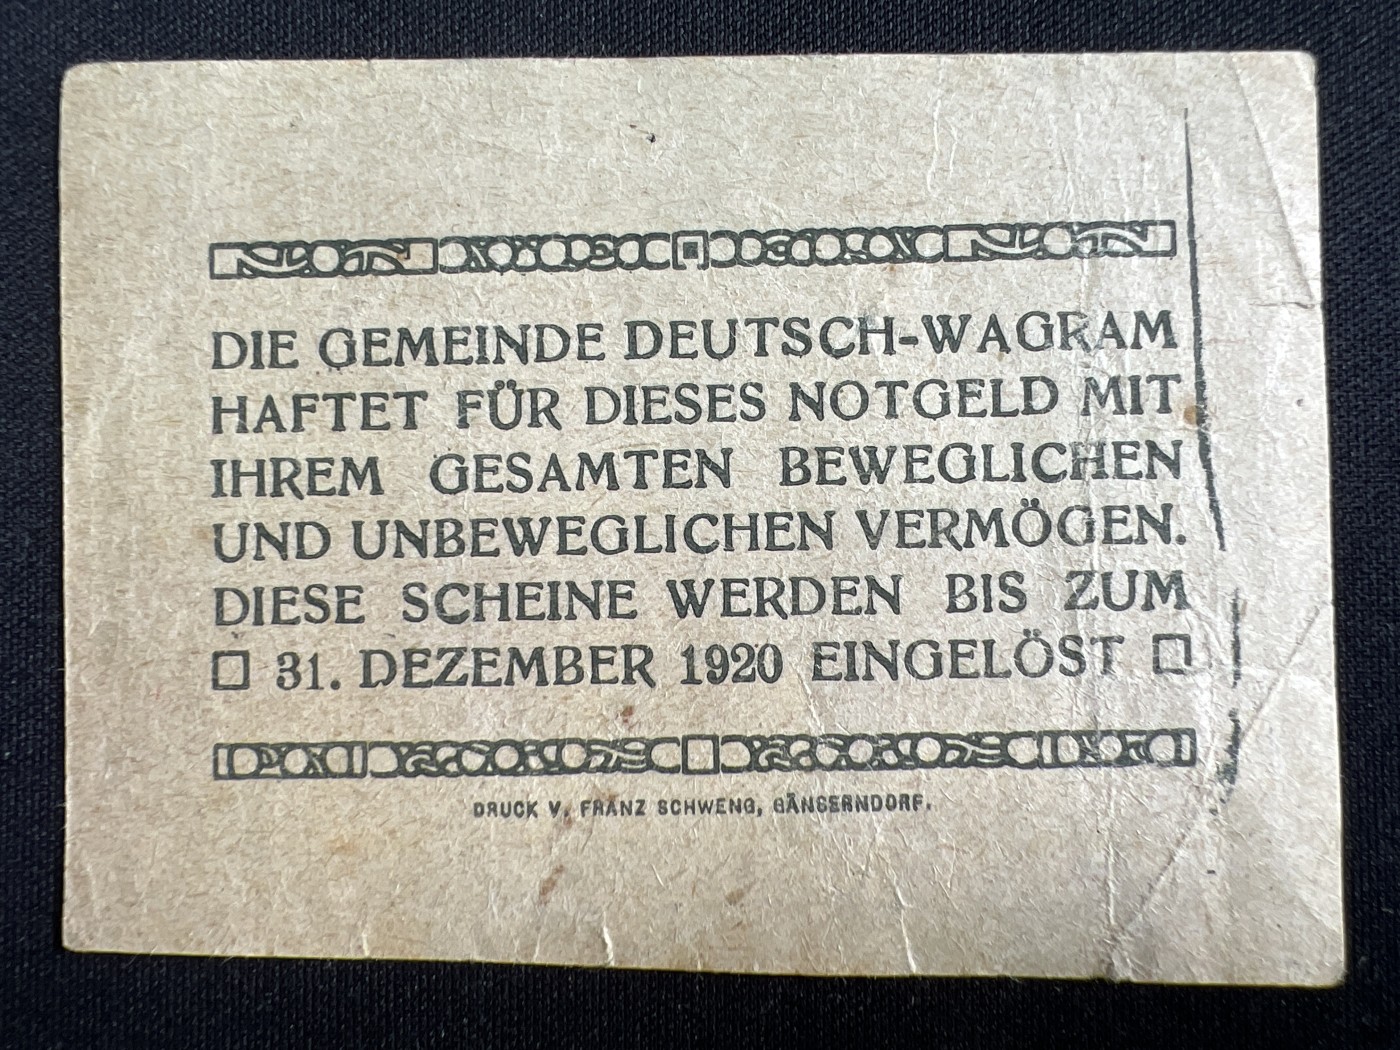 DIE GEMEINDE DEUTSCH-WAGRAM
HAFTET FÜR DIESES NOTGELD MIT
IHREM GESAMTEN BEWEGLICHEN
UND UNBEWEGLICHEN VERMÖGEN.
DIESE SCHEINE WERDEN BIS ZUM
31. DEZEMBER 1920 EINGELÖST
DRUCK V. FRANZ SCHWENG, GÄNSERNDORF.